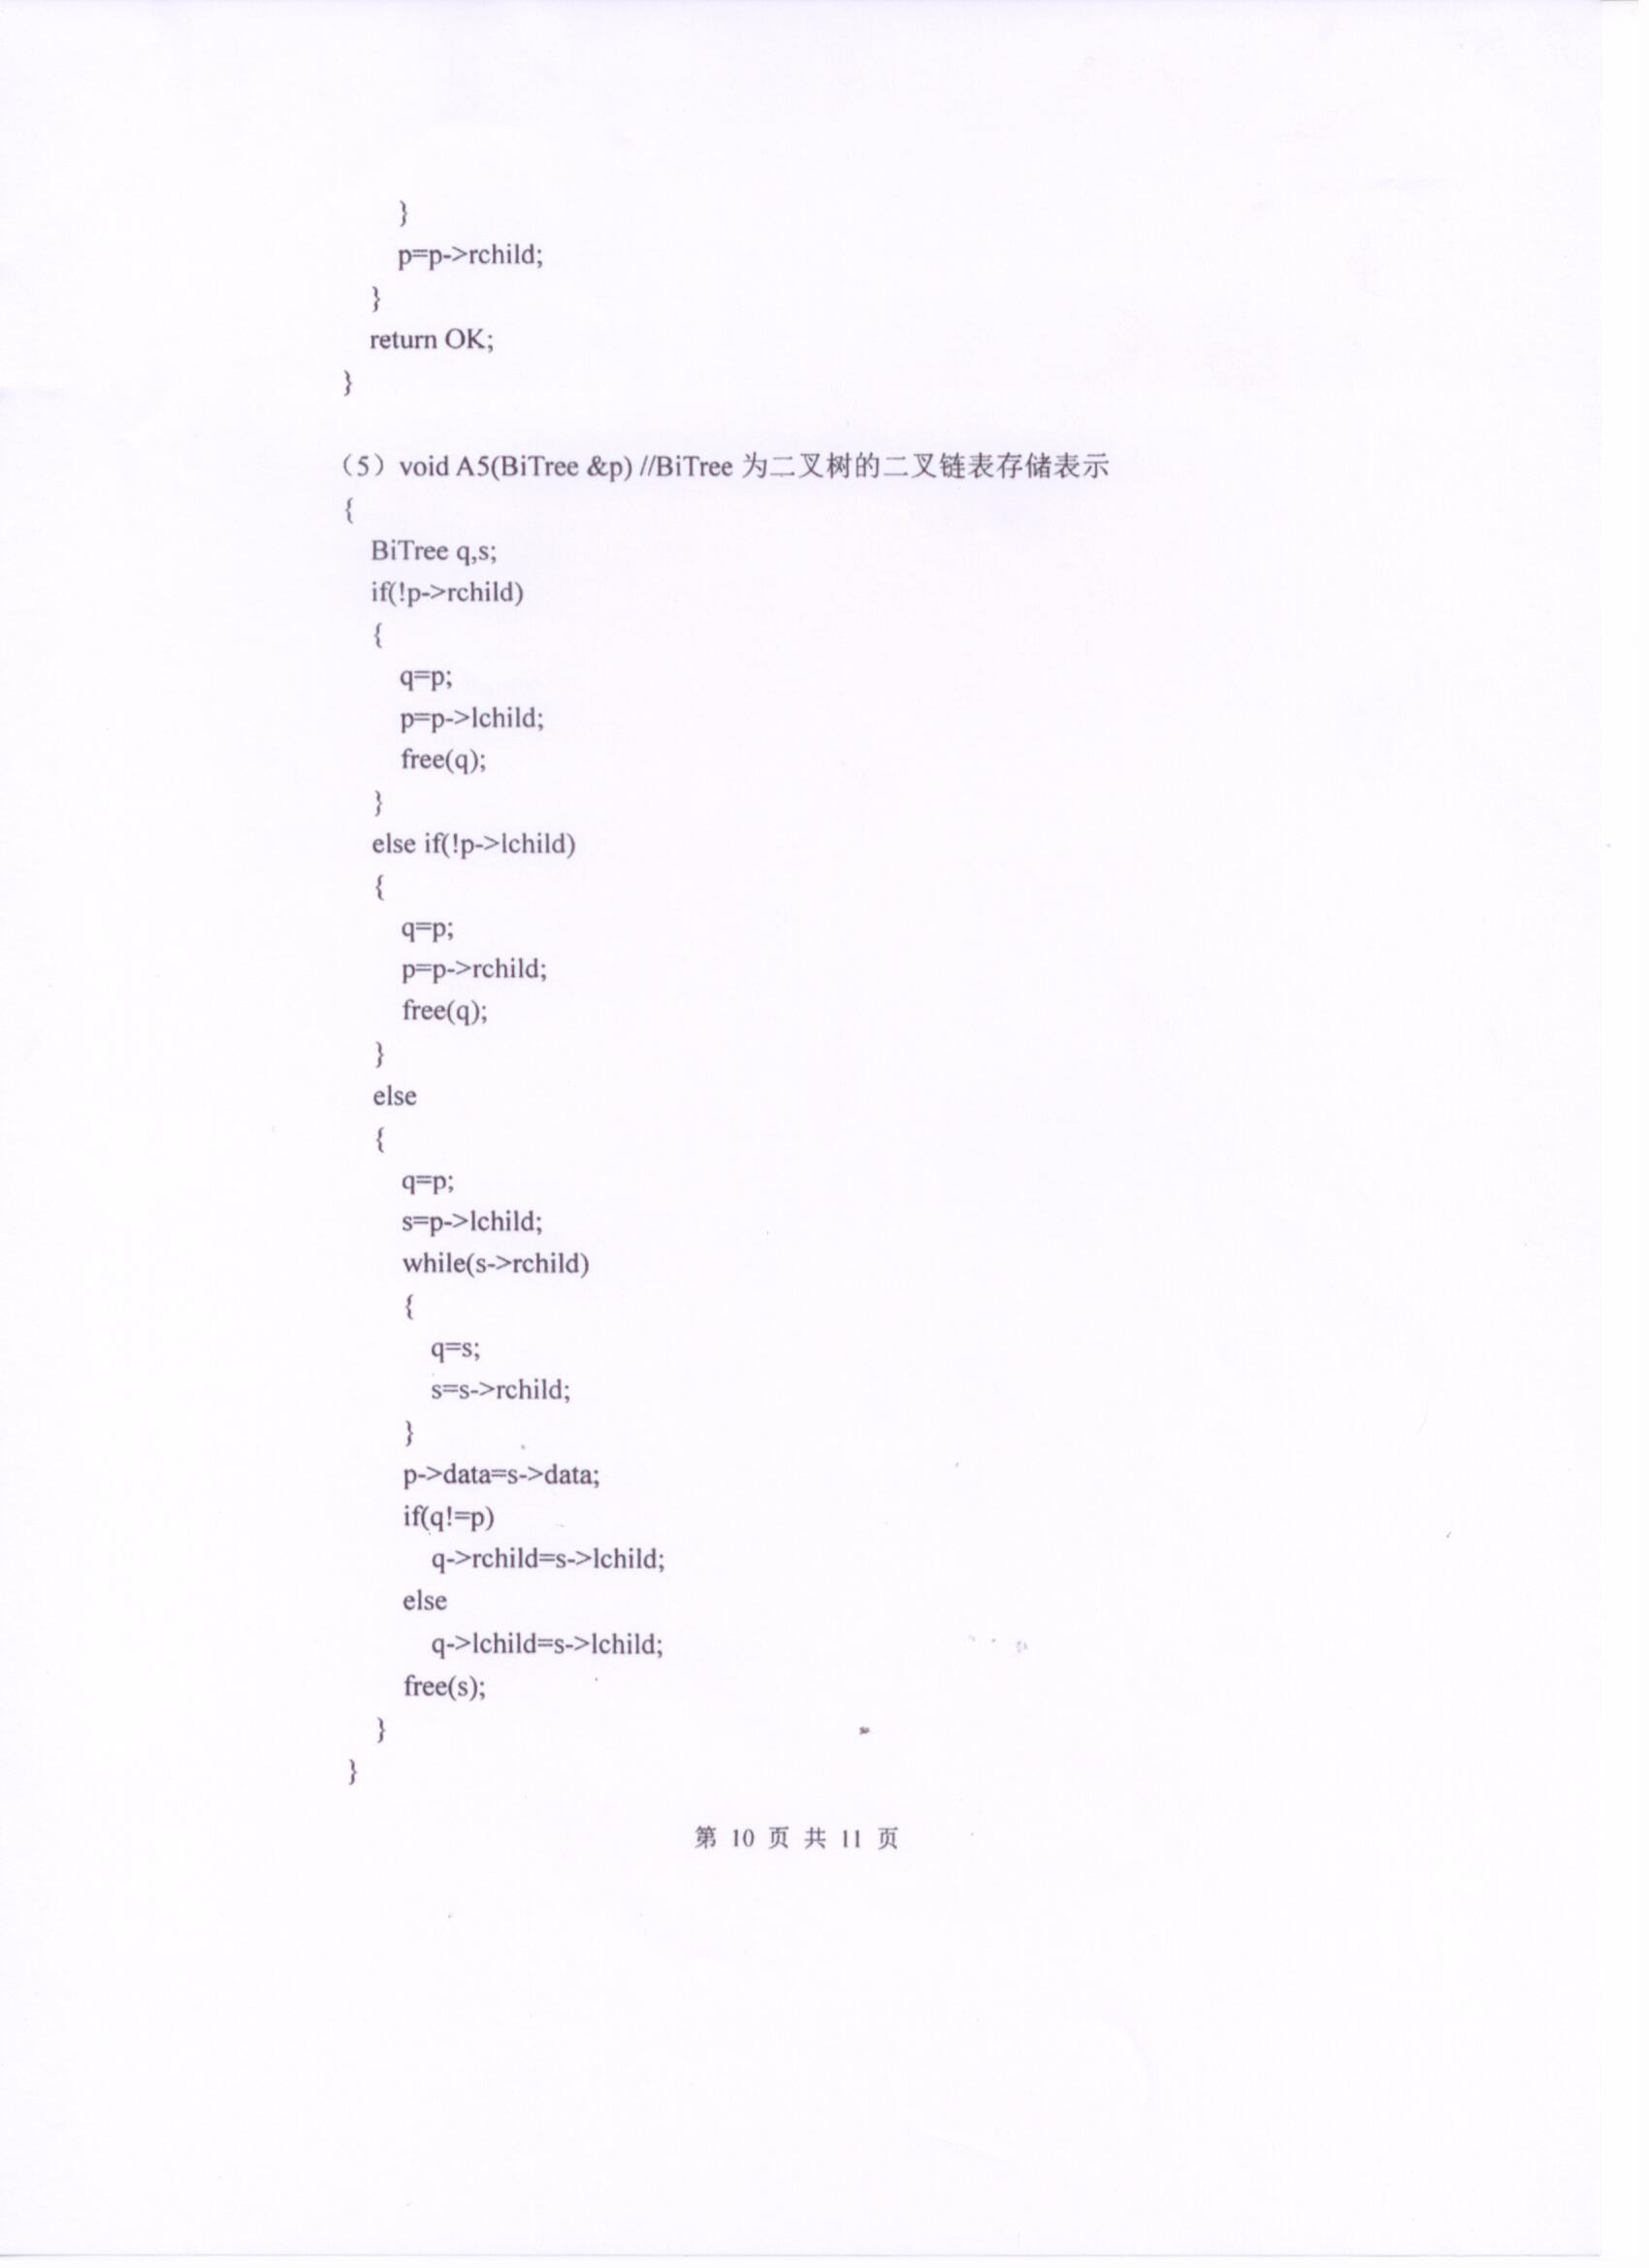 }
p=p->rchild;
}
return OK;
}
（5）void A5(BiTree &p) //BiTree 为二叉树的二叉链表存储表示
{
BiTree q,s;
if(!p->rchild)
{
q=p;
p=p->lchild;
free(q);
}
else if(!p->lchild)
{
q=p;
p=p->rchild;
free(q);
}
else
{
q=p;
s=p->lchild;
while(s->rchild)
{
q=s;
s=s->rchild;
}
p->data=s->data;
if(q!=p)
q->rchild=s->lchild;
else
q->lchild=s->lchild;
free(s);
}
}
第 10 页 共 11 页